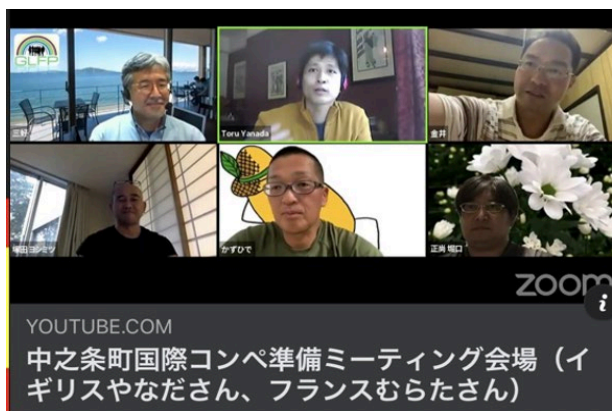 GLFP
三好
Toru Yanada
金井
かずひで
正尚 堀口
zoom
i
YOUTUBE.COM
中之条町国際コンペ準備ミーティング会場（イ
ギリスやなださん、フランスむらたさん）